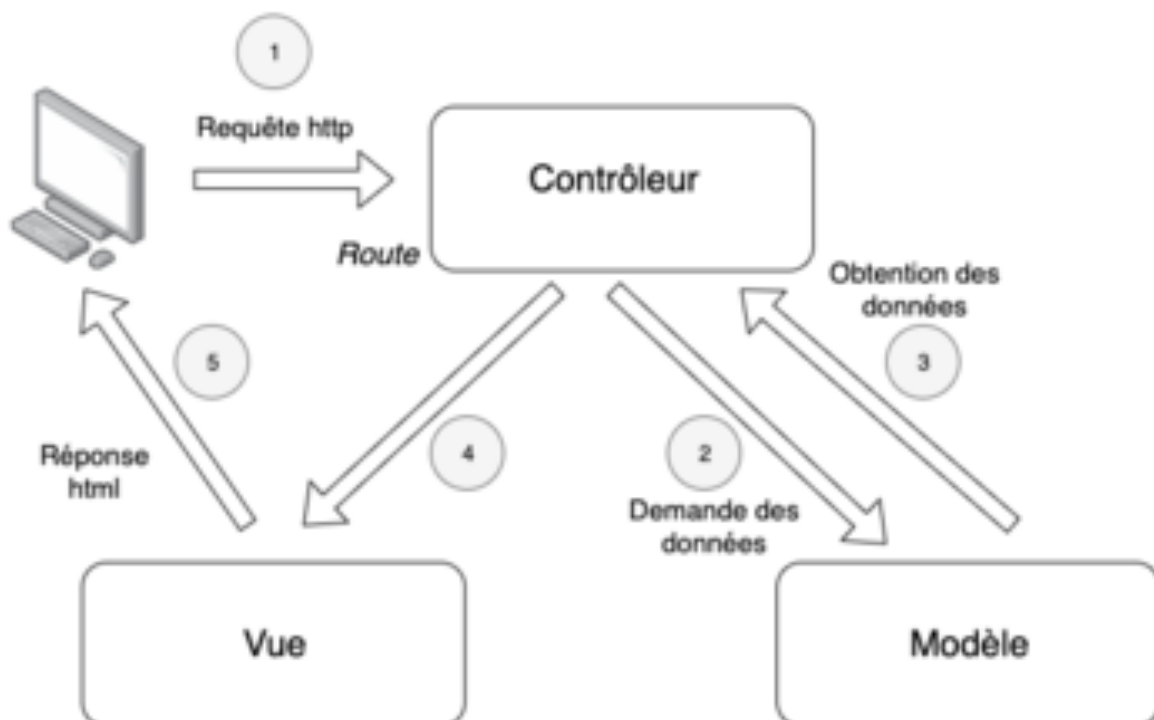 1
Requête http
Contrôleur
Route
Obtention des
données
3
5
4
2
Réponse
html
Demande des
données
Vue
Modèle